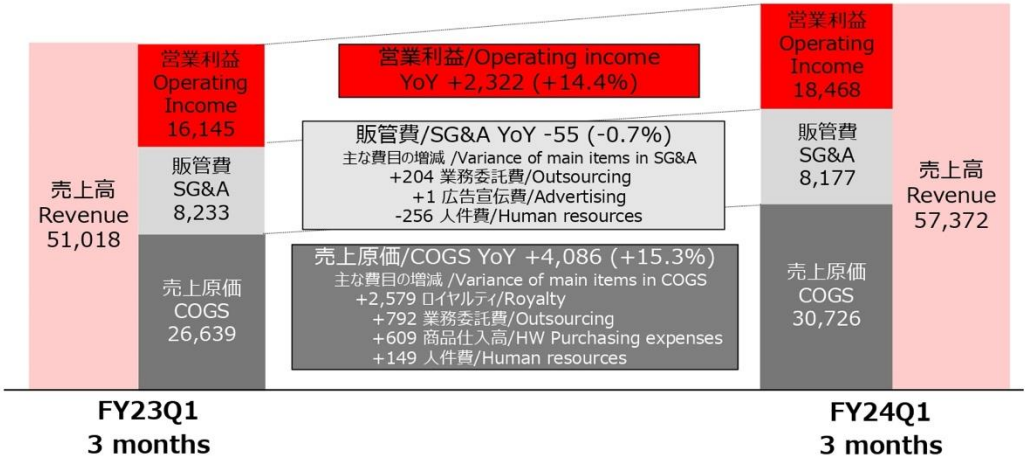 売上高
Revenue
51,018
営業利益
Operating
Income
16,145
販管費
SG&A
8,233
売上原価
COGS
26,639
営業利益/Operating income
YoY +2,322 (+14.4%)
販管費/SG&A YoY -55 (-0.7%)
主な費目の増減 /Variance of main items in SG&A
+204 業務委託費/Outsourcing
+1 広告宣伝費/Advertising
-256 人件費/Human resources
売上原価/COGS YoY +4,086 (+15.3%)
主な費目の増減 /Variance of main items in COGS
+2,579 ロイヤルティ/Royalty
+792 業務委託費/Outsourcing
+609 商品仕入高/HW Purchasing expenses
+149 人件費/Human resources
営業利益
Operating
Income
18,468
販管費
SG&A
8,177
売上原価
COGS
30,726
売上高
Revenue
57,372
FY23Q1
3 months
FY24Q1
3 months